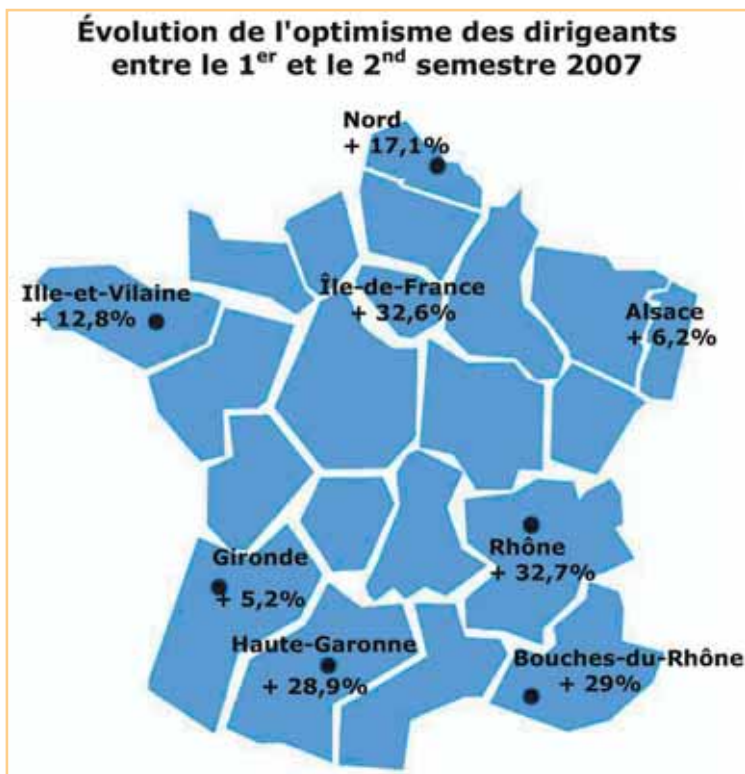 Évolution de l'optimisme des dirigeants
entre le 1er et le 2nd semestre 2007
Nord
+ 17,1%
Ille-et-Vilaine
+ 12,8%
Île-de-France
+ 32,6%
Alsace
+ 6,2%
Rhône
+ 32,7%
Gironde
+ 5,2%
Haute-Garonne
+ 28,9%
Bouches-du-Rhône
+ 29%